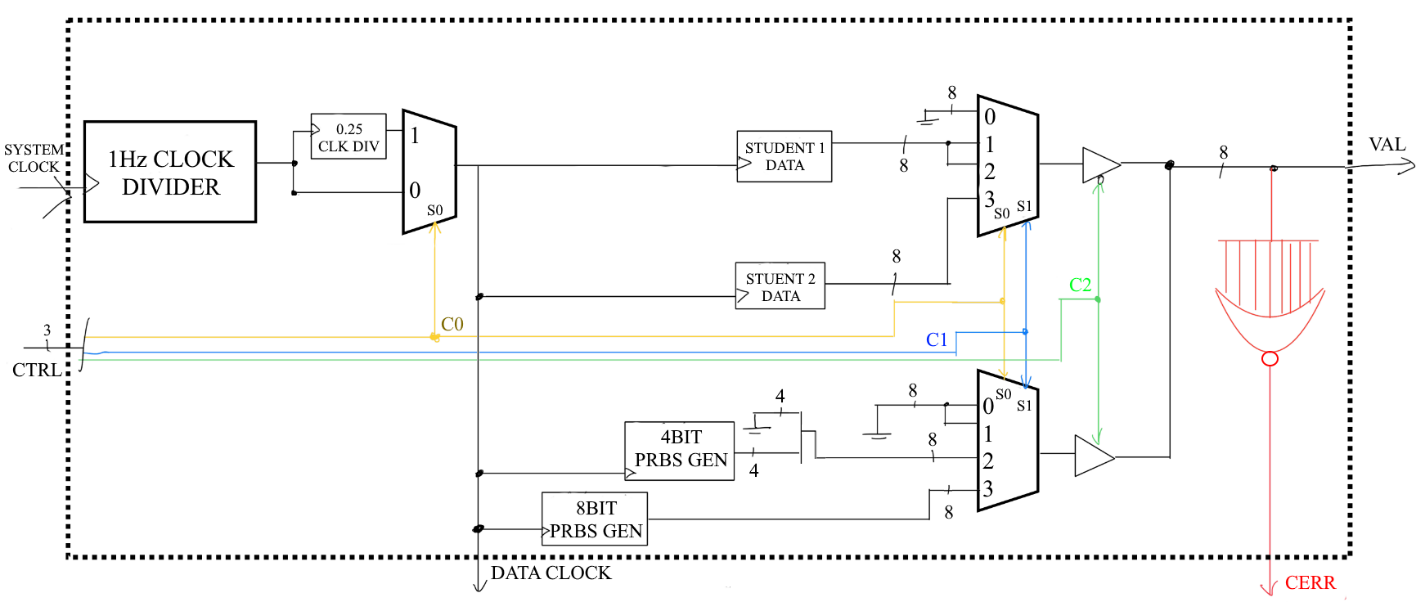 SYSTEM
CLOCK
1Hz CLOCK
DIVIDER
0.25
CLK DIV
1
0
S0
STUDENT 1
DATA
8
8
0
1
2
3
S0 S1
8
VAL
STUENT 2
DATA
8
C2
3
CTRL
C0
C1
4BIT
PRBS GEN
4
4
8
8
0
1
2
3
S0
S1
8BIT
PRBS GEN
8
DATA CLOCK
CERR